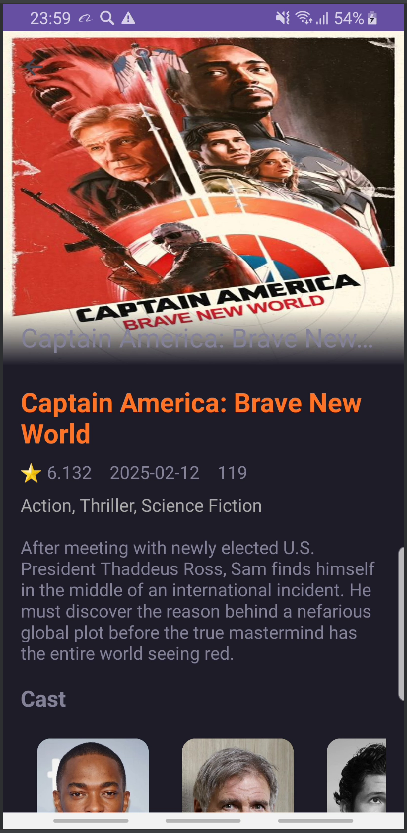 23:59 54%
CAPTAIN AMERICA
BRAVE NEW WORLD
Captain America: Brave New...
Captain America: Brave New
World
6.132 2025-02-12 119
Action, Thriller, Science Fiction
After meeting with newly elected U.S.
President Thaddeus Ross, Sam finds himself
in the middle of an international incident. He
must discover the reason behind a nefarious
global plot before the true mastermind has
the entire world seeing red.
Cast